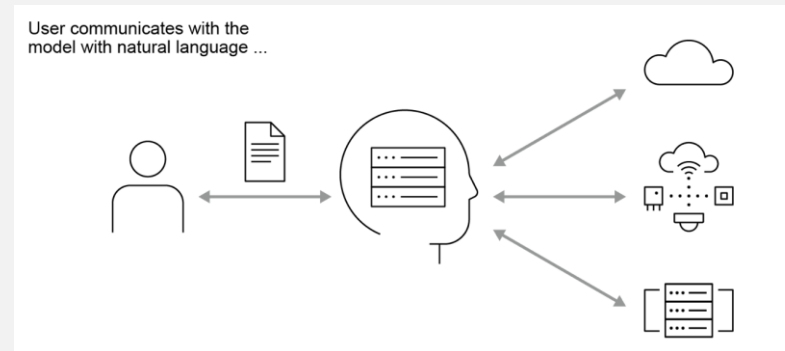 User communicates with the
model with natural language ...